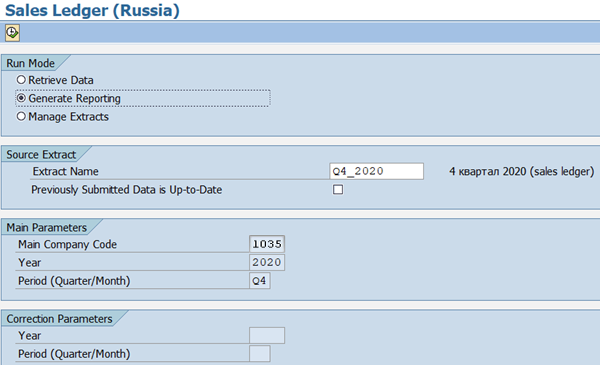 Sales Ledger (Russia)
Run Mode
Retrieve Data
Generate Reporting
Manage Extracts
Source Extract
Extract Name Q4_2020 4 квартал 2020 (sales ledger)
Previously Submitted Data is Up-to-Date
Main Parameters
Main Company Code 1035
Year 2020
Period (Quarter/Month) Q4
Correction Parameters
Year
Period (Quarter/Month)